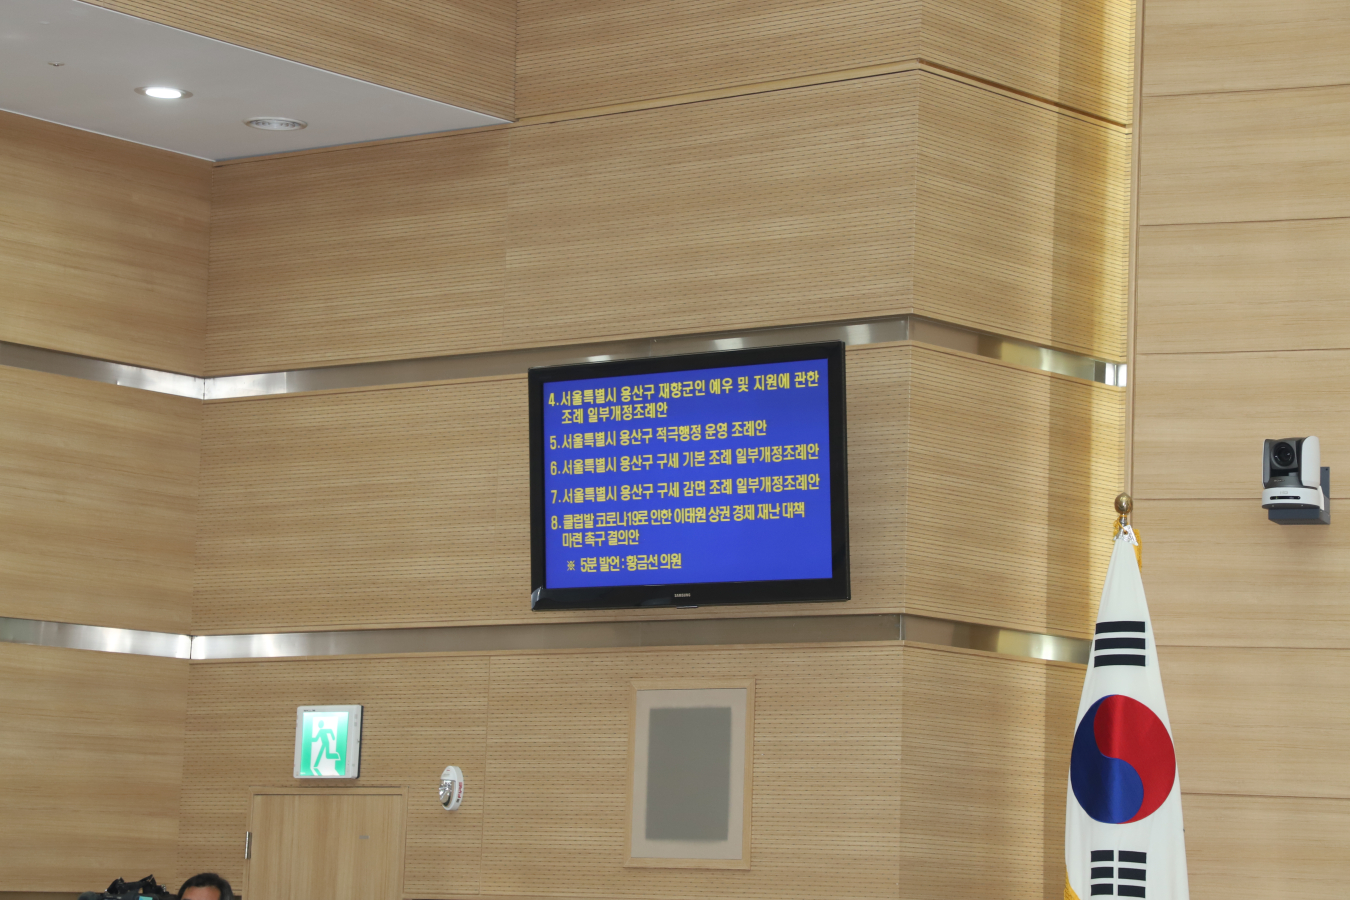 4.서울특별시 용산구 재향군인 예우 및 지원에 관한
조례 일부개정조례안
5.서울특별시 용산구 적극행정 운영 조례안
6.서울특별시 용산구 구세 기본 조례 일부개정조례안
7.서울특별시 용산구 구세 감면 조례 일부개정조례안
8.클럽발 코로나19로 인한 이태원 상권 경제 재난 대책
마련 촉구 결의안
※ 5분 발언 : 황금선 의원
SAMSUNG